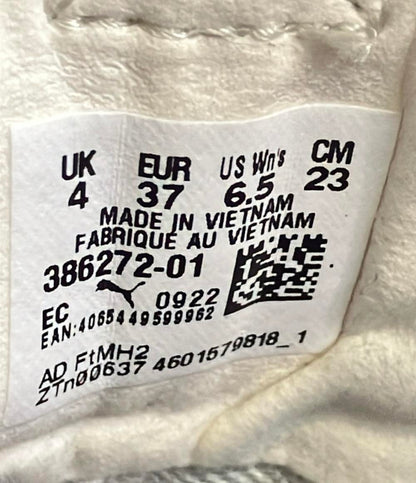 UK EUR US Wn's CM
4 37 6.5 23
MADE IN VIETNAM
FABRIQUÉ AU VIETNAM
386272-01
EC 0922
EAN:4065449599962
AD FtMH2
ZTn00637 4601579818_1